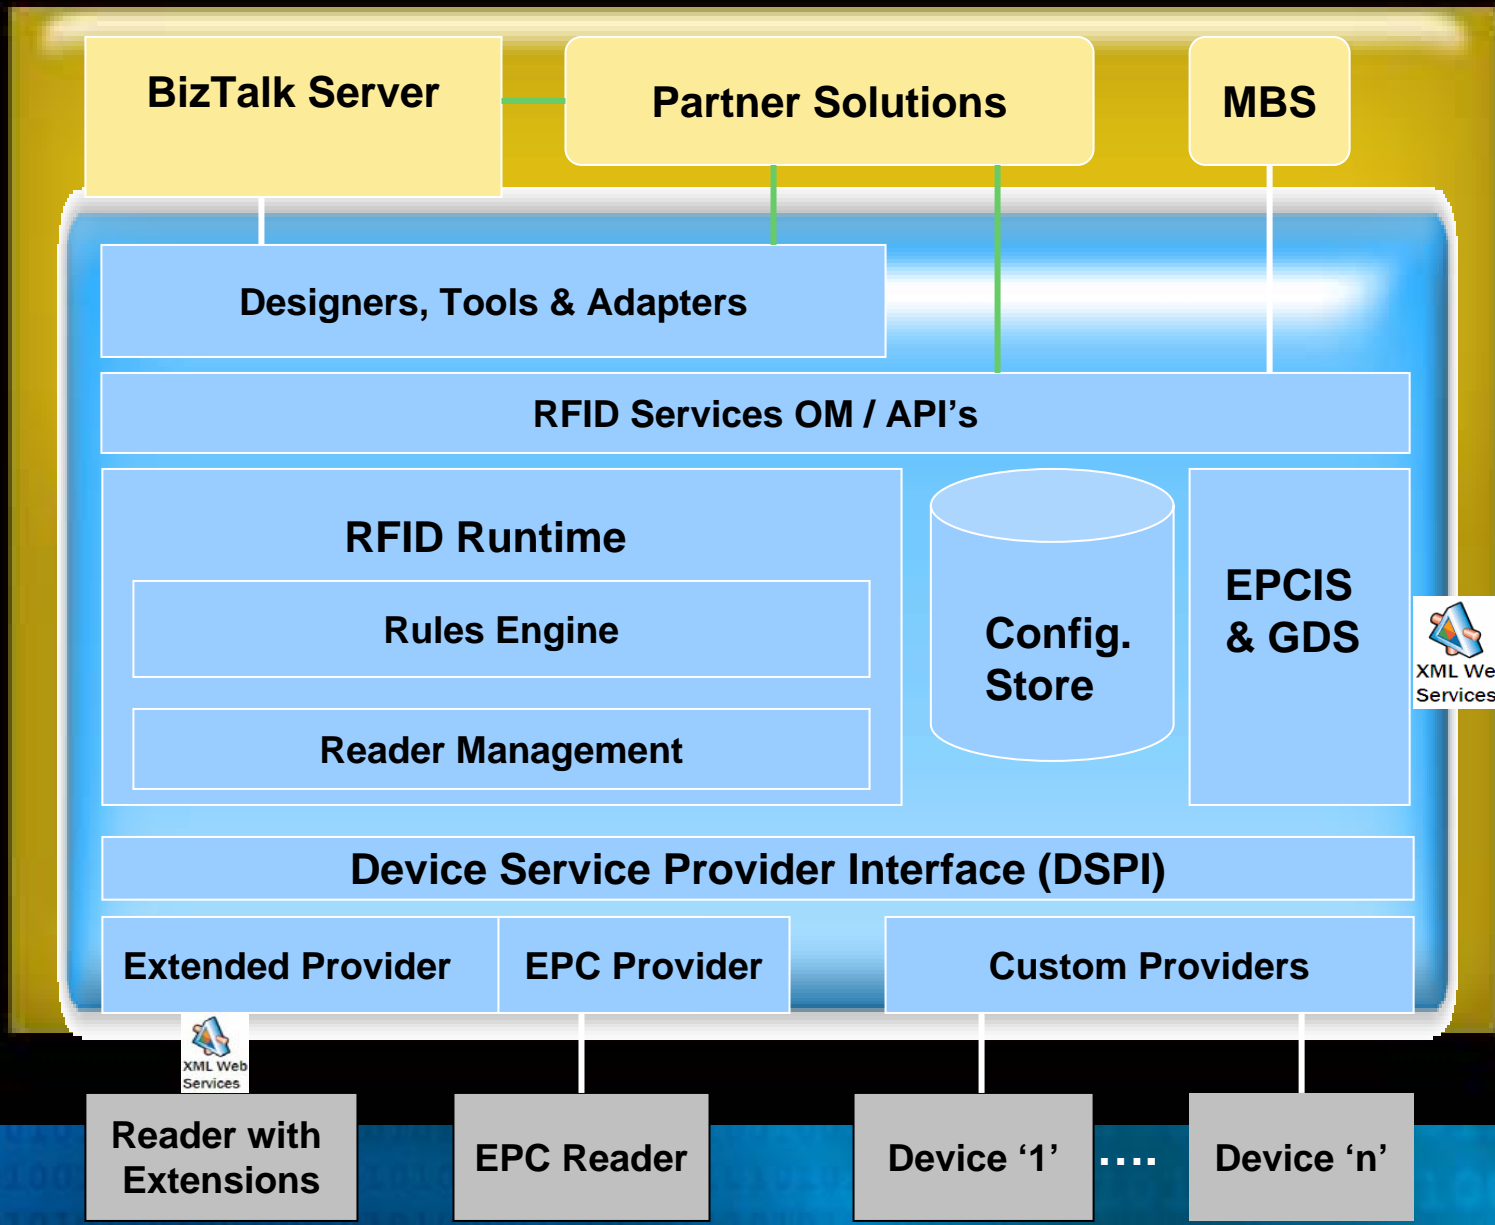 BizTalk Server
Partner Solutions
MBS
Designers, Tools & Adapters
RFID Services OM / API’s
RFID Runtime
Rules Engine
Reader Management
Config.
Store
EPCIS
& GDS
XML We
Services
Device Service Provider Interface (DSPI)
Extended Provider
EPC Provider
Custom Providers
XML Web
Services
Reader with
Extensions
EPC Reader
Device ‘1’
....
Device ‘n’